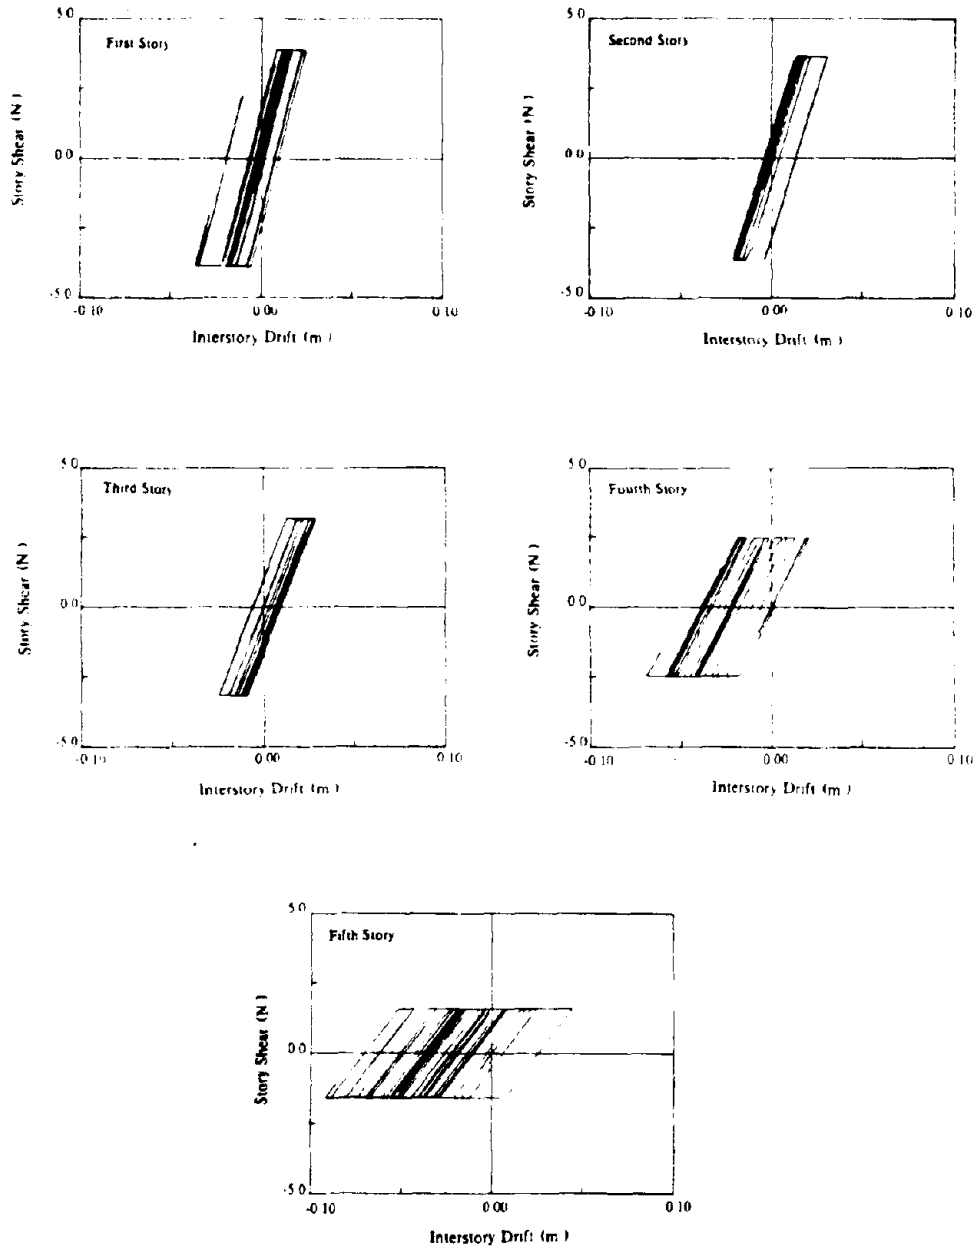 5.0
First Story
Story Shear (N.)
0.0
-5.0
-0.10
0.00
0.10
Interstory Drift (m.)
5.0
Second Story
Story Shear (N.)
0.0
-5.0
-0.10
0.00
0.10
Interstory Drift (m.)
5.0
Third Story
Story Shear (N.)
0.0
-5.0
-0.10
0.00
0.10
Interstory Drift (m.)
5.0
Fourth Story
Story Shear (N.)
0.0
-5.0
-0.10
0.00
0.10
Interstory Drift (m.)
5.0
Fifth Story
Story Shear (N.)
0.0
-5.0
-0.10
0.00
0.10
Interstory Drift (m.)